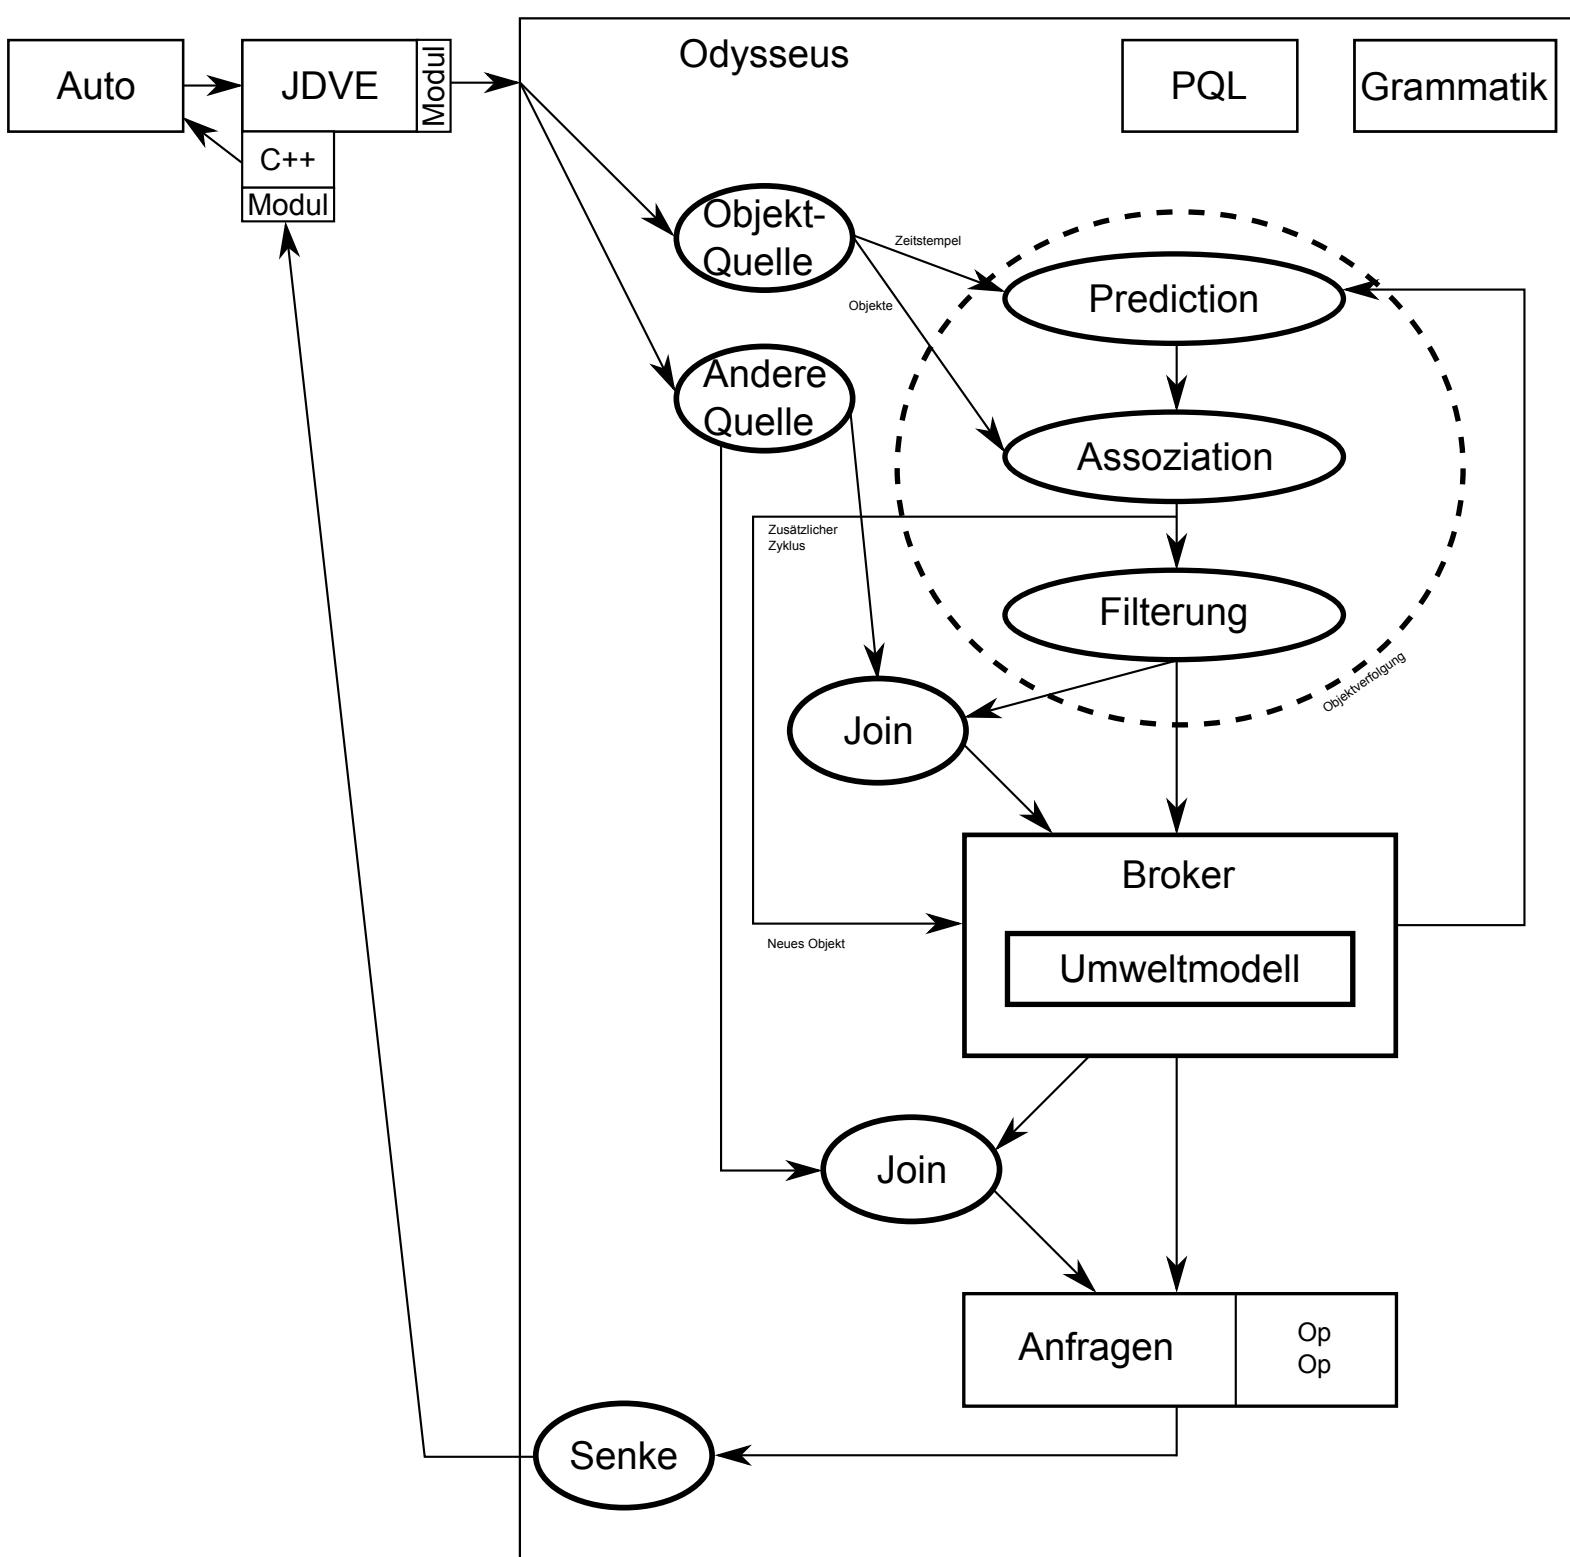 Odysseus
Auto
JDVE
Modul
PQL
Grammatik
C++
Modul
Objekt-
Quelle
Zeitstempel
Prediction
Objekte
Andere
Quelle
Assoziation
Zusätzlicher
Zyklus
Filterung
Objektverfolgung
Join
Broker
Neues Objekt
Umweltmodell
Join
Anfragen
Op
Op
Senke